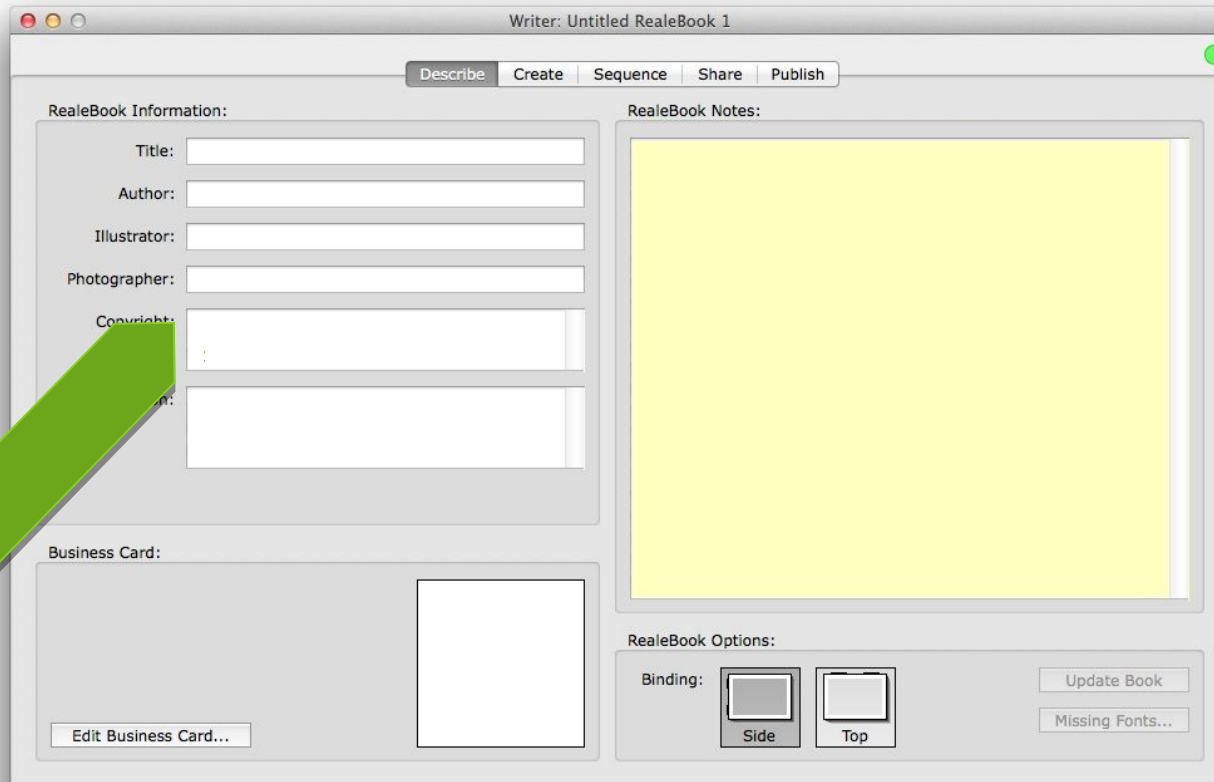 Writer: Untitled RealeBook 1
Describe Create Sequence Share Publish
RealeBook Information:
Title:
Author:
Illustrator:
Photographer:
Copyright:
Business Card:
Edit Business Card...
RealeBook Notes:
RealeBook Options:
Binding:
Side
Top
Update Book
Missing Fonts...